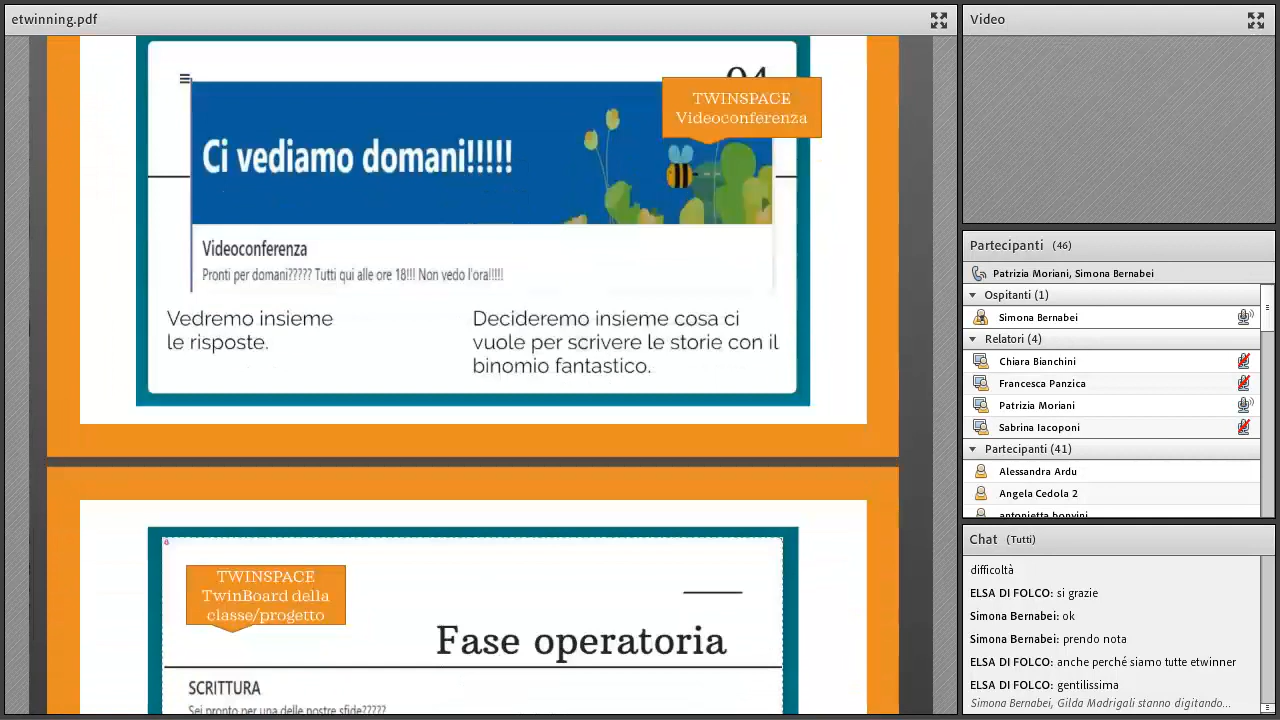 etwinning.pdf
04
TWINSPACE
Videoconferenza
Ci vediamo domani!!!!!
Videoconferenza
Pronti per domani????? Tutti qui alle ore 18!!! Non vedo l'ora!!!!!
Vedremo insieme
le risposte.
Decideremo insieme cosa ci
vuole per scrivere le storie con il
binomio fantastico.
TWINSPACE
TwinBoard della
classe/progetto
Fase operatoria
SCRITTURA
Sei pronto per una delle nostre sfide?????
Video
Partecipanti (46)
Patrizia Moriani, Simona Bernabei
Ospitanti (1)
Simona Bernabei
Relatori (4)
Chiara Bianchini
Francesca Panzica
Patrizia Moriani
Sabrina Iacoponi
Partecipanti (41)
Alessandra Ardu
Angela Cedola 2
antonietta bonvini
Chat (Tutti)
difficoltà
ELSA DI FOLCO: si grazie
Simona Bernabei: ok
Simona Bernabei: prendo nota
ELSA DI FOLCO: anche perché siamo tutte etwinner
ELSA DI FOLCO: gentilissima
Simona Bernabei, Gilda Madrigali stanno digitando...